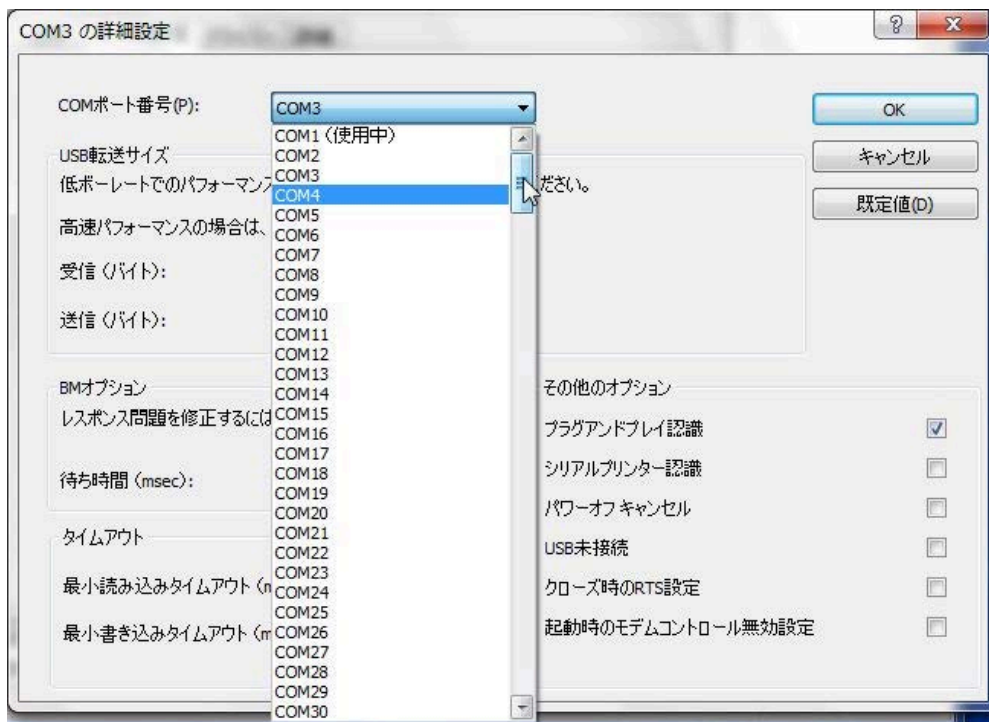 COM3 の詳細設定
COMポート番号(P):
COM3
OK
キャンセル
既定値(D)
COM1 (使用中)
COM2
COM3
COM4
COM5
COM6
COM7
COM8
COM9
COM10
COM11
COM12
COM13
COM14
COM15
COM16
COM17
COM18
COM19
COM20
COM21
COM22
COM23
COM24
COM25
COM26
COM27
COM28
COM29
COM30
USB転送サイズ
低ボーレートでのパフォーマン
ださい。
高速パフォーマンスの場合は、
受信 (バイト):
送信 (バイト):
BMオプション
レスポンス問題を修正するには
待ち時間 (msec):
タイムアウト
最小読み込みタイムアウト (
最小書き込みタイムアウト (
その他のオプション
プラグアンドプレイ認識
シリアルプリンター認識
パワーオフ キャンセル
USB未接続
クローズ時のRTS設定
起動時のモデムコントロール無効設定